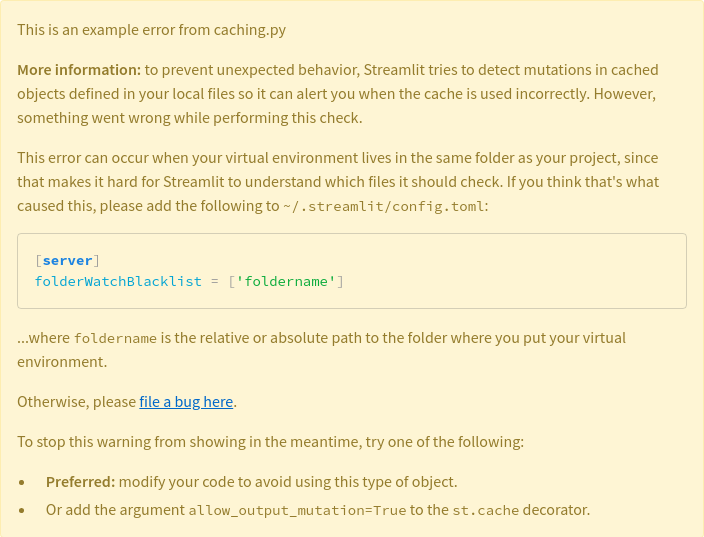 This is an example error from caching.py
More information: to prevent unexpected behavior, Streamlit tries to detect mutations in cached
objects defined in your local files so it can alert you when the cache is used incorrectly. However,
something went wrong while performing this check.
This error can occur when your virtual environment lives in the same folder as your project, since
that makes it hard for Streamlit to understand which files it should check. If you think that's what
caused this, please add the following to ~/.streamlit/config.toml:
[server]
folderWatchBlacklist = ['foldername']
...where foldername is the relative or absolute path to the folder where you put your virtual
environment.
Otherwise, please file a bug here.
To stop this warning from showing in the meantime, try one of the following:
• Preferred: modify your code to avoid using this type of object.
• Or add the argument allow_output_mutation=True to the st.cache decorator.